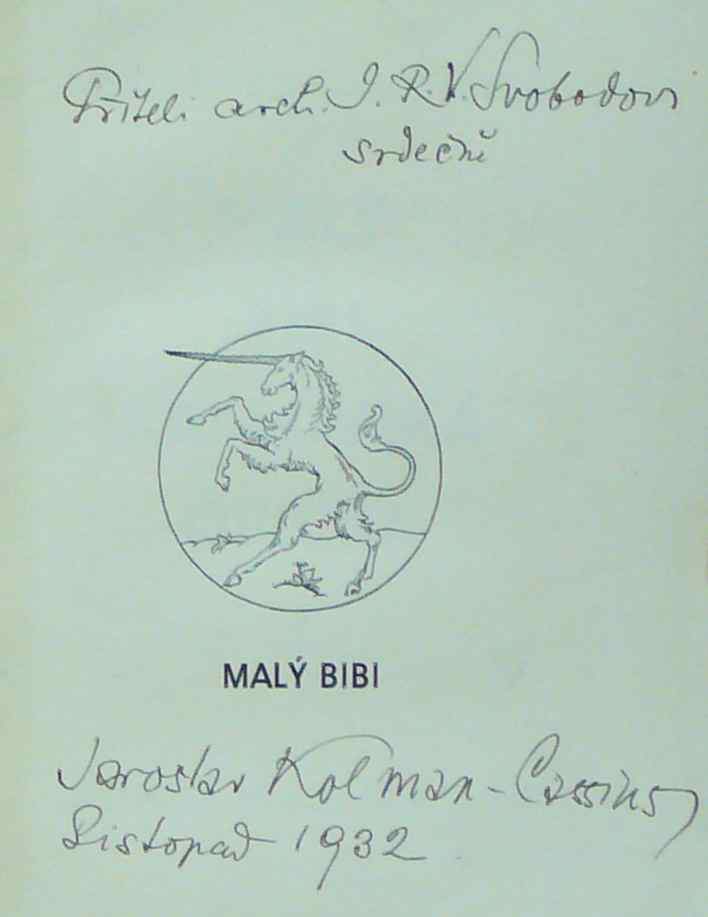 Příteli arch. J. R. V. Svobodovi
srdečně
MALÝ BIBI
Jaroslav Kolman-Cassius
Listopad 1932